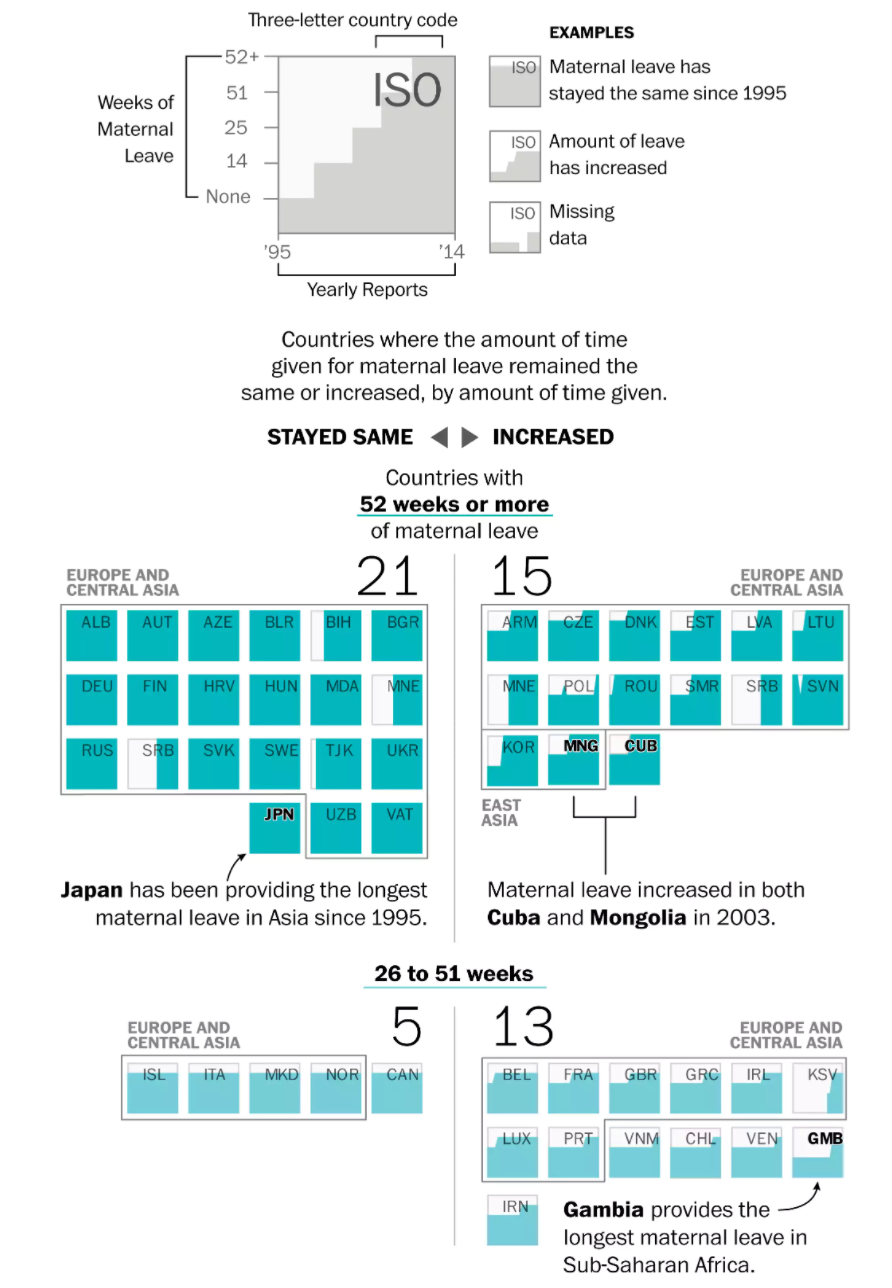 Three-letter country code
52+
51
25
14
None
Weeks of
Maternal
Leave
ISO
'95
'14
Yearly Reports
EXAMPLES
ISO
Maternal leave has
stayed the same since 1995
ISO
Amount of leave
has increased
ISO
Missing
data
Countries where the amount of time
given for maternal leave remained the
same or increased, by amount of time given.
STAYED SAME ◀ ▶ INCREASED
Countries with
52 weeks or more
of maternal leave
EUROPE AND
CENTRAL ASIA
21
ALB AUT AZE BLR BIH BGR
DEU FIN HRV HUN MDA MNE
RUS SRB SVK SWE TJK UKR
JPN UZB VAT
Japan has been providing the longest
maternal leave in Asia since 1995.
15
EUROPE AND
CENTRAL ASIA
ARM CZE DNK EST LVA LTU
MNE POL ROU SMR SRB SVN
KOR MNG CUB
EAST
ASIA
Maternal leave increased in both
Cuba and Mongolia in 2003.
26 to 51 weeks
EUROPE AND
CENTRAL ASIA
5
ISL ITA MKD NOR CAN
13
EUROPE AND
CENTRAL ASIA
BEL FRA GBR GRC IRL KSV
LUX PRT VNM CHL VEN GMB
IRN
Gambia provides the
longest maternal leave in
Sub-Saharan Africa.